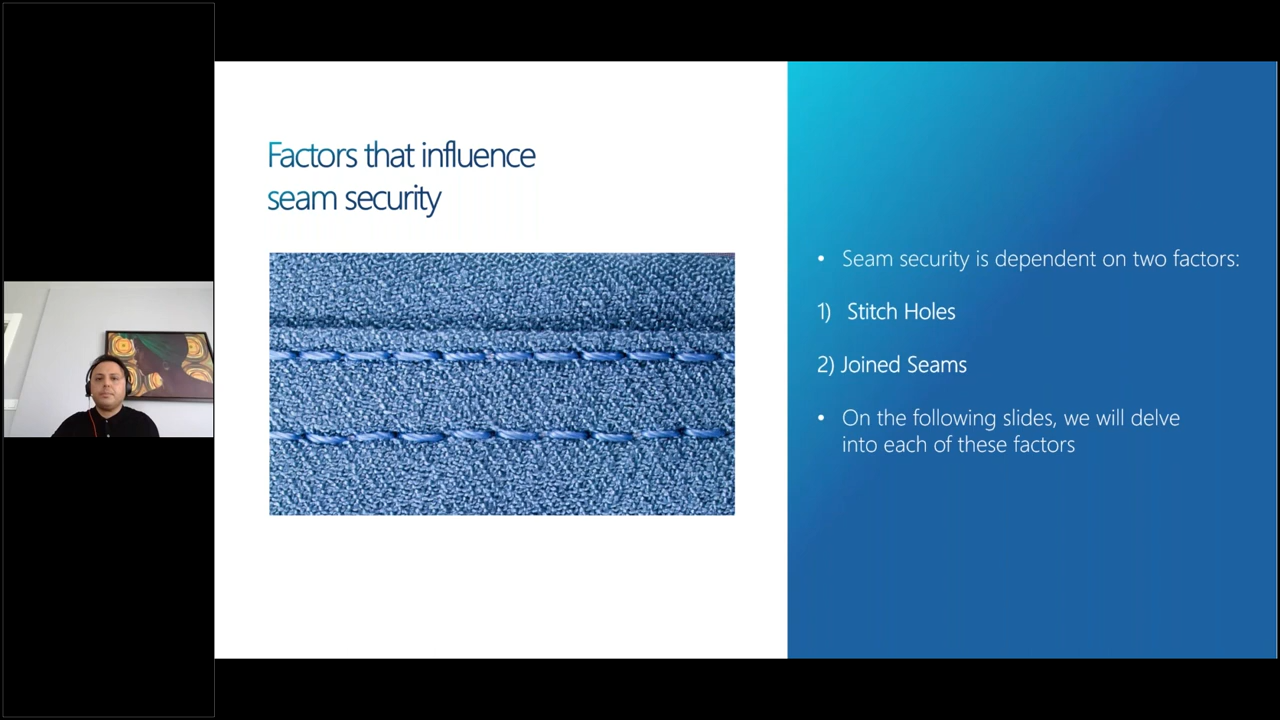 Factors that influence
seam security
• Seam security is dependent on two factors:
1) Stitch Holes
2) Joined Seams
• On the following slides, we will delve
into each of these factors